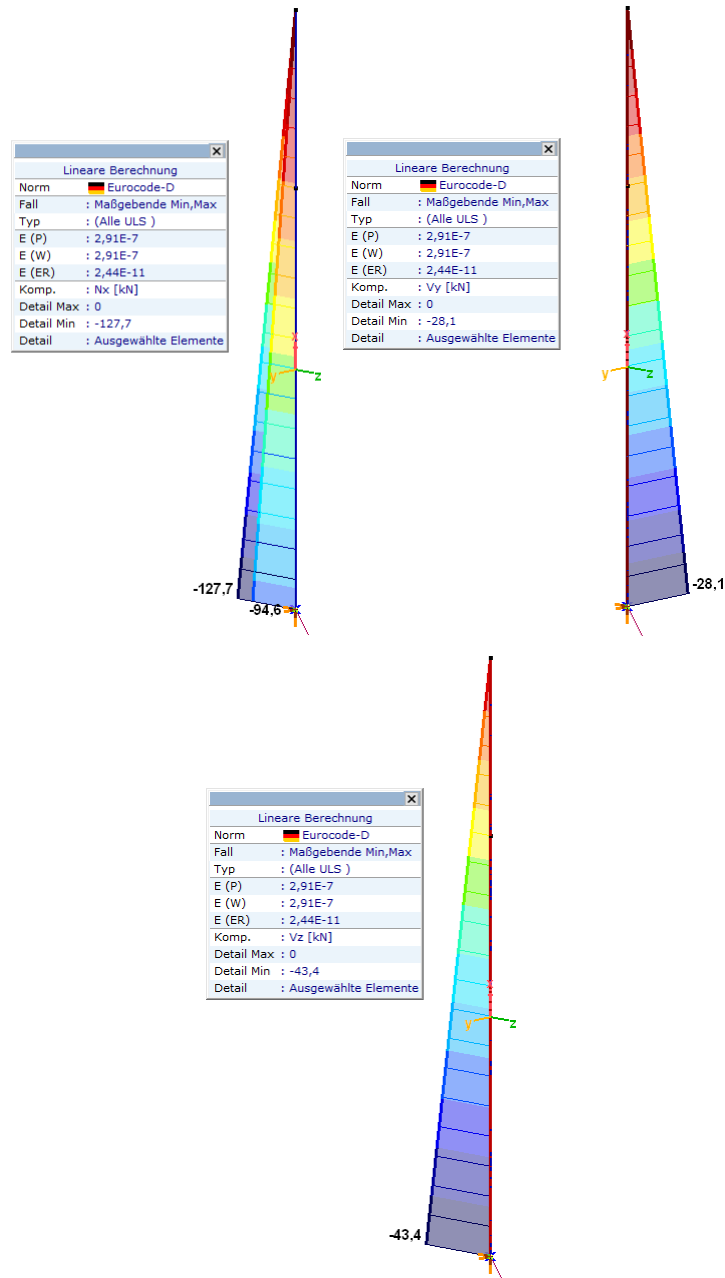 Lineare Berechnung
Norm Eurocode-D
Fall : Maßgebende Min,Max
Typ : (Alle ULS )
E (P) : 2,91E-7
E (W) : 2,91E-7
E (ER) : 2,44E-11
Komp. : Nx [kN]
Detail Max : 0
Detail Min : -127,7
Detail : Ausgewählte Elemente
x
y
z
-127,7
-94,6
Lineare Berechnung
Norm Eurocode-D
Fall : Maßgebende Min,Max
Typ : (Alle ULS )
E (P) : 2,91E-7
E (W) : 2,91E-7
E (ER) : 2,44E-11
Komp. : Vy [kN]
Detail Max : 0
Detail Min : -28,1
Detail : Ausgewählte Elemente
x
y
z
-28,1
Lineare Berechnung
Norm Eurocode-D
Fall : Maßgebende Min,Max
Typ : (Alle ULS )
E (P) : 2,91E-7
E (W) : 2,91E-7
E (ER) : 2,44E-11
Komp. : Vz [kN]
Detail Max : 0
Detail Min : -43,4
Detail : Ausgewählte Elemente
x
y
z
-43,4